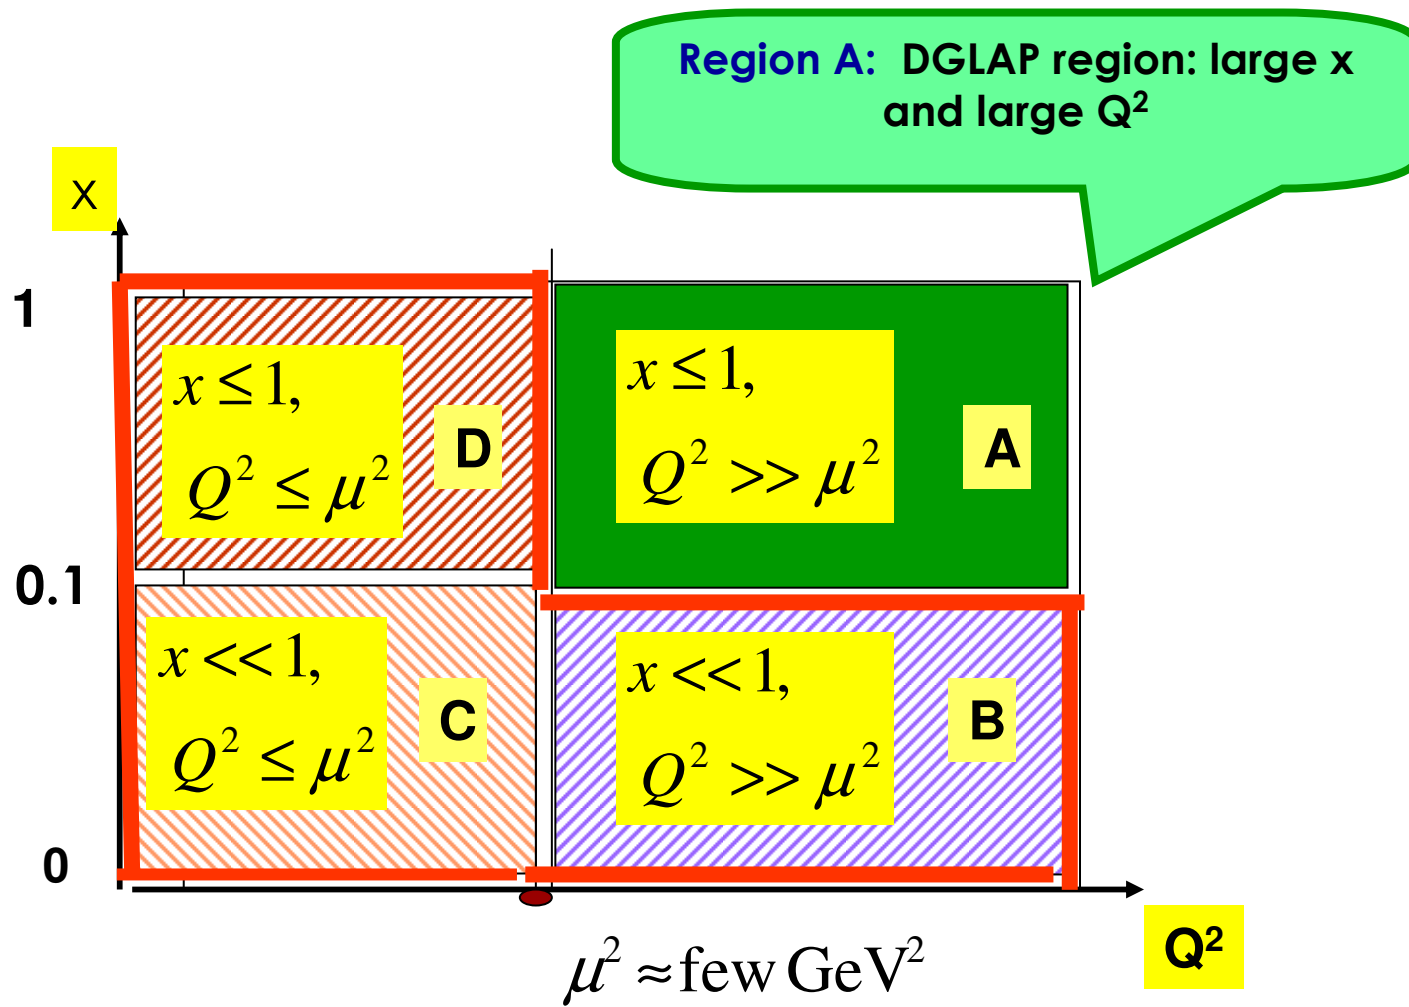 Region A: DGLAP region: large x
and large Q²
x
1
x ≤ 1,
Q² ≤ μ²
D
x ≤ 1,
Q² >> μ²
A
0.1
x << 1,
Q² ≤ μ²
C
x << 1,
Q² >> μ²
B
0
Q²
μ² ≈ few GeV²